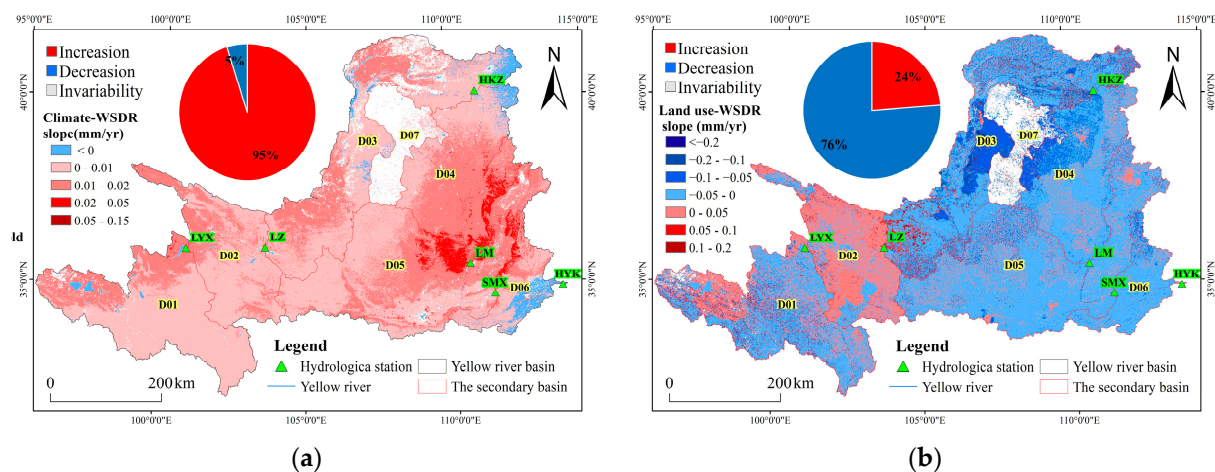 95°0'0"E 100°0'0"E 105°0'0"E 110°0'0"E 115°0'0"E
Increasion
Decreasion
Invariability
Climate-WSDR
slope(mm/yr)
< 0
0 – 0.01
0.01 – 0.02
0.02 – 0.05
0.05 – 0.15
5%
95%
N
40°0'0"N
40°0'0"N
35°0'0"N
35°0'0"N
ld
HKZ
D03
D07
D04
LYX
LZ
D02
D05
LM
SMX
HYK
D06
D01
Legend
Hydrologica station
Yellow river basin
Yellow river
The secondary basin
0 200 km
100°0'0"E 105°0'0"E 110°0'0"E
(a)
95°0'0"E 100°0'0"E 105°0'0"E 110°0'0"E 115°0'0"E
Increasion
Decreasion
Invariability
Land use-WSDR
slope (mm/yr)
<−0.2
−0.2 – −0.1
−0.1 – −0.05
−0.05 – 0
0 - 0.05
0.05 - 0.1
0.1 - 0.2
24%
76%
N
40°0'0"N
40°0'0"N
35°0'0"N
35°0'0"N
HKZ
D03
D07
D04
LYX
LZ
D02
D05
LM
SMX
HYK
D06
D01
Legend
Hydrologica station
Yellow river basin
Yellow river
The secondary basin
0 200 km
100°0'0"E 105°0'0"E 110°0'0"E
(b)